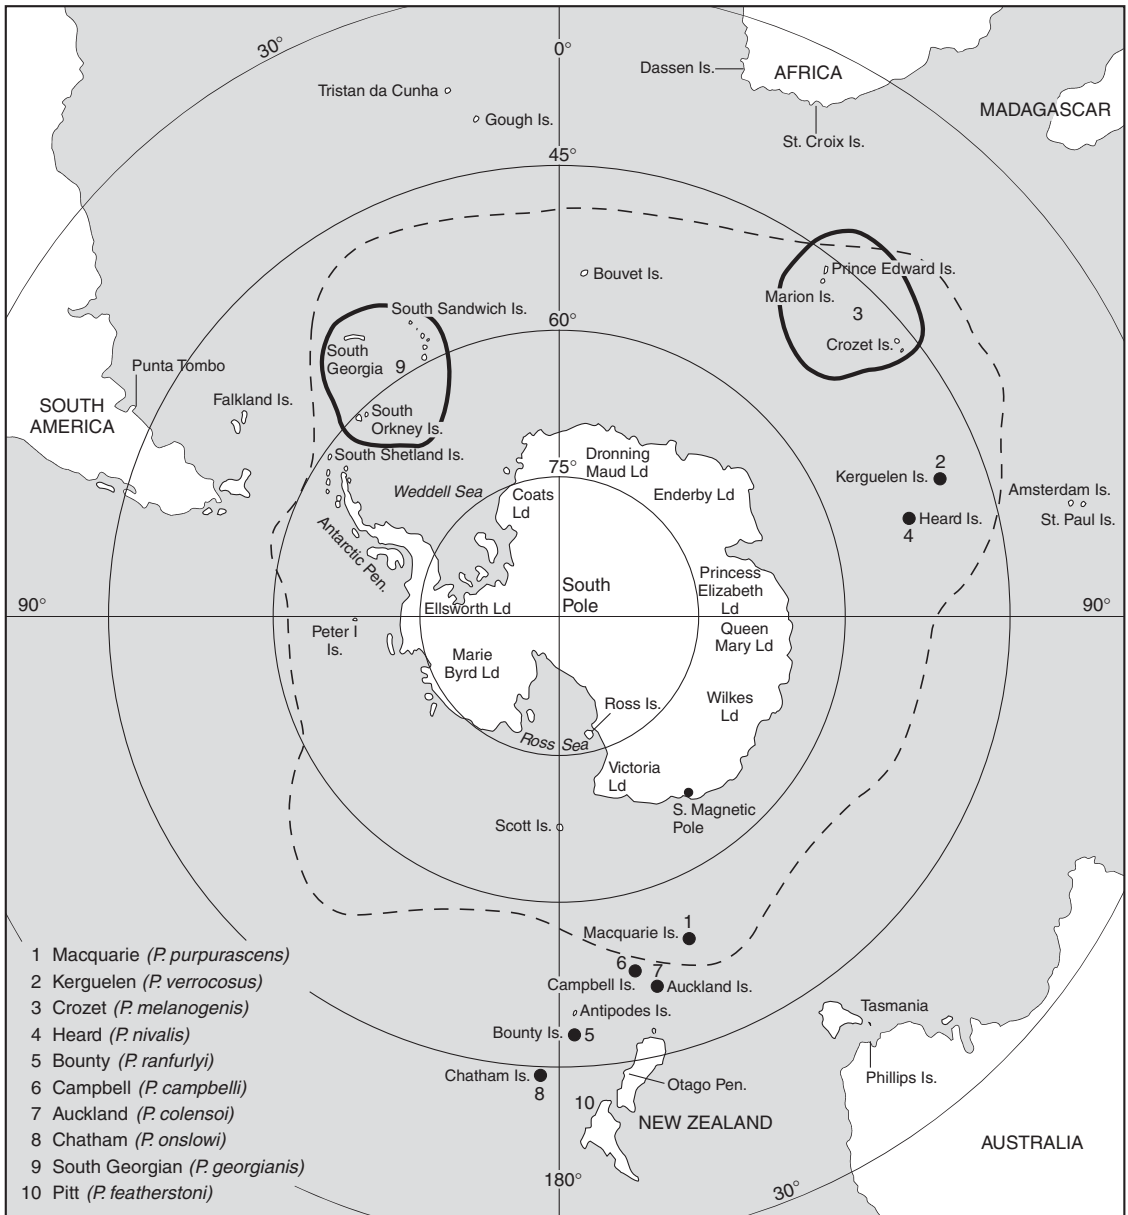 30°
0°
Dassen Is.
AFRICA
Tristan da Cunha
MADAGASCAR
Gough Is.
St. Croix Is.
45°
Bouvet Is.
Prince Edward Is.
Marion Is.
3
Crozet Is.
South Sandwich Is.
60°
South
Georgia
9
Punta Tombo
Falkland Is.
SOUTH
AMERICA
South
Orkney Is.
South Shetland Is.
Weddell Sea
75°
Coats
Ld
Dronning
Maud Ld
Enderby Ld
2
Kerguelen Is.
Heard Is.
4
Amsterdam Is.
St. Paul Is.
Antarctic Pen.
South
Pole
Princess
Elizabeth
Ld
90°
Ellsworth Ld
90°
Peter I
Is.
Queen
Mary Ld
Marie
Byrd Ld
Wilkes
Ld
Ross Is.
Ross Sea
Victoria
Ld
S. Magnetic
Pole
Scott Is.
1
Macquarie Is.
6
7
Campbell Is.
Auckland Is.
Antipodes Is.
Bounty Is.
5
Chatham Is.
8
Otago Pen.
10
NEW ZEALAND
Tasmania
Phillips Is.
AUSTRALIA
180°
30°
1 Macquarie (P. purpurascens)
2 Kerguelen (P. verrocosus)
3 Crozet (P. melanogenis)
4 Heard (P. nivalis)
5 Bounty (P. ranfurlyi)
6 Campbell (P. campbelli)
7 Auckland (P. colensoi)
8 Chatham (P. onslowi)
9 South Georgian (P. georgianis)
10 Pitt (P. featherstoni)